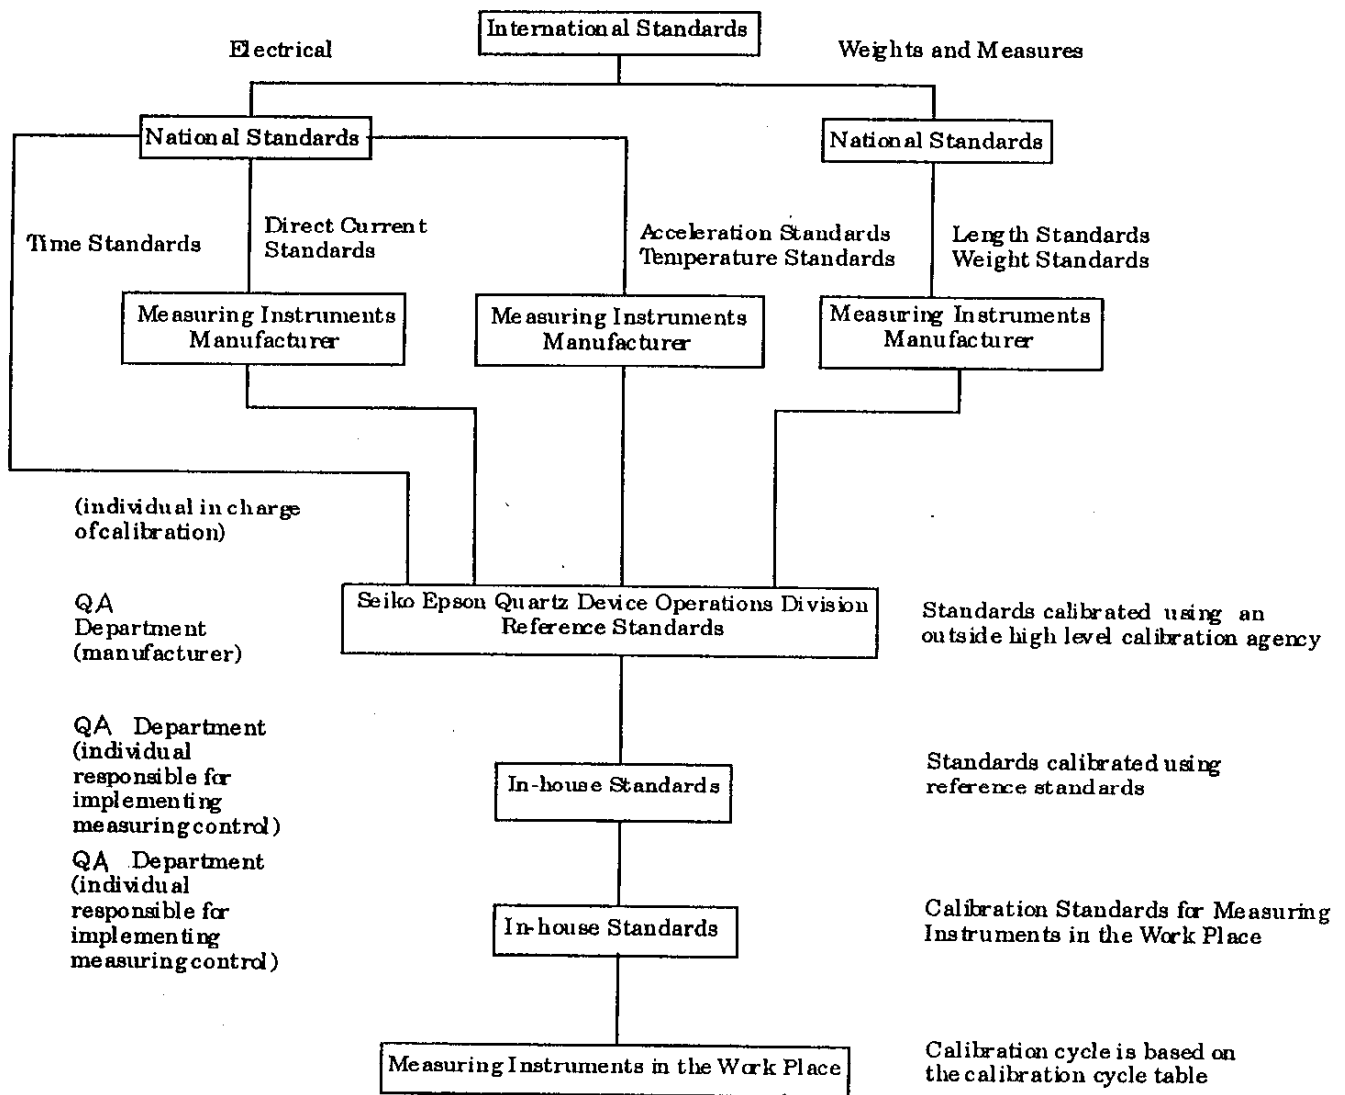 International Standards
Electrical
Weights and Measures
National Standards
National Standards
Time Standards
Direct Current
Standards
Acceleration Standards
Temperature Standards
Length Standards
Weight Standards
Measuring Instruments
Manufacturer
Measuring Instruments
Manufacturer
Measuring Instruments
Manufacturer
(individual in charge
of calibration)
QA
Department
(manufacturer)
Seiko Epson Quartz Device Operations Division
Reference Standards
Standards calibrated using an
outside high level calibration agency
QA Department
(individual
responsible for
implementing
measuring control)
In-house Standards
Standards calibrated using
reference standards
QA Department
(individual
responsible for
implementing
measuring control)
In-house Standards
Calibration Standards for Measuring
Instruments in the Work Place
Measuring Instruments in the Work Place
Calibration cycle is based on
the calibration cycle table